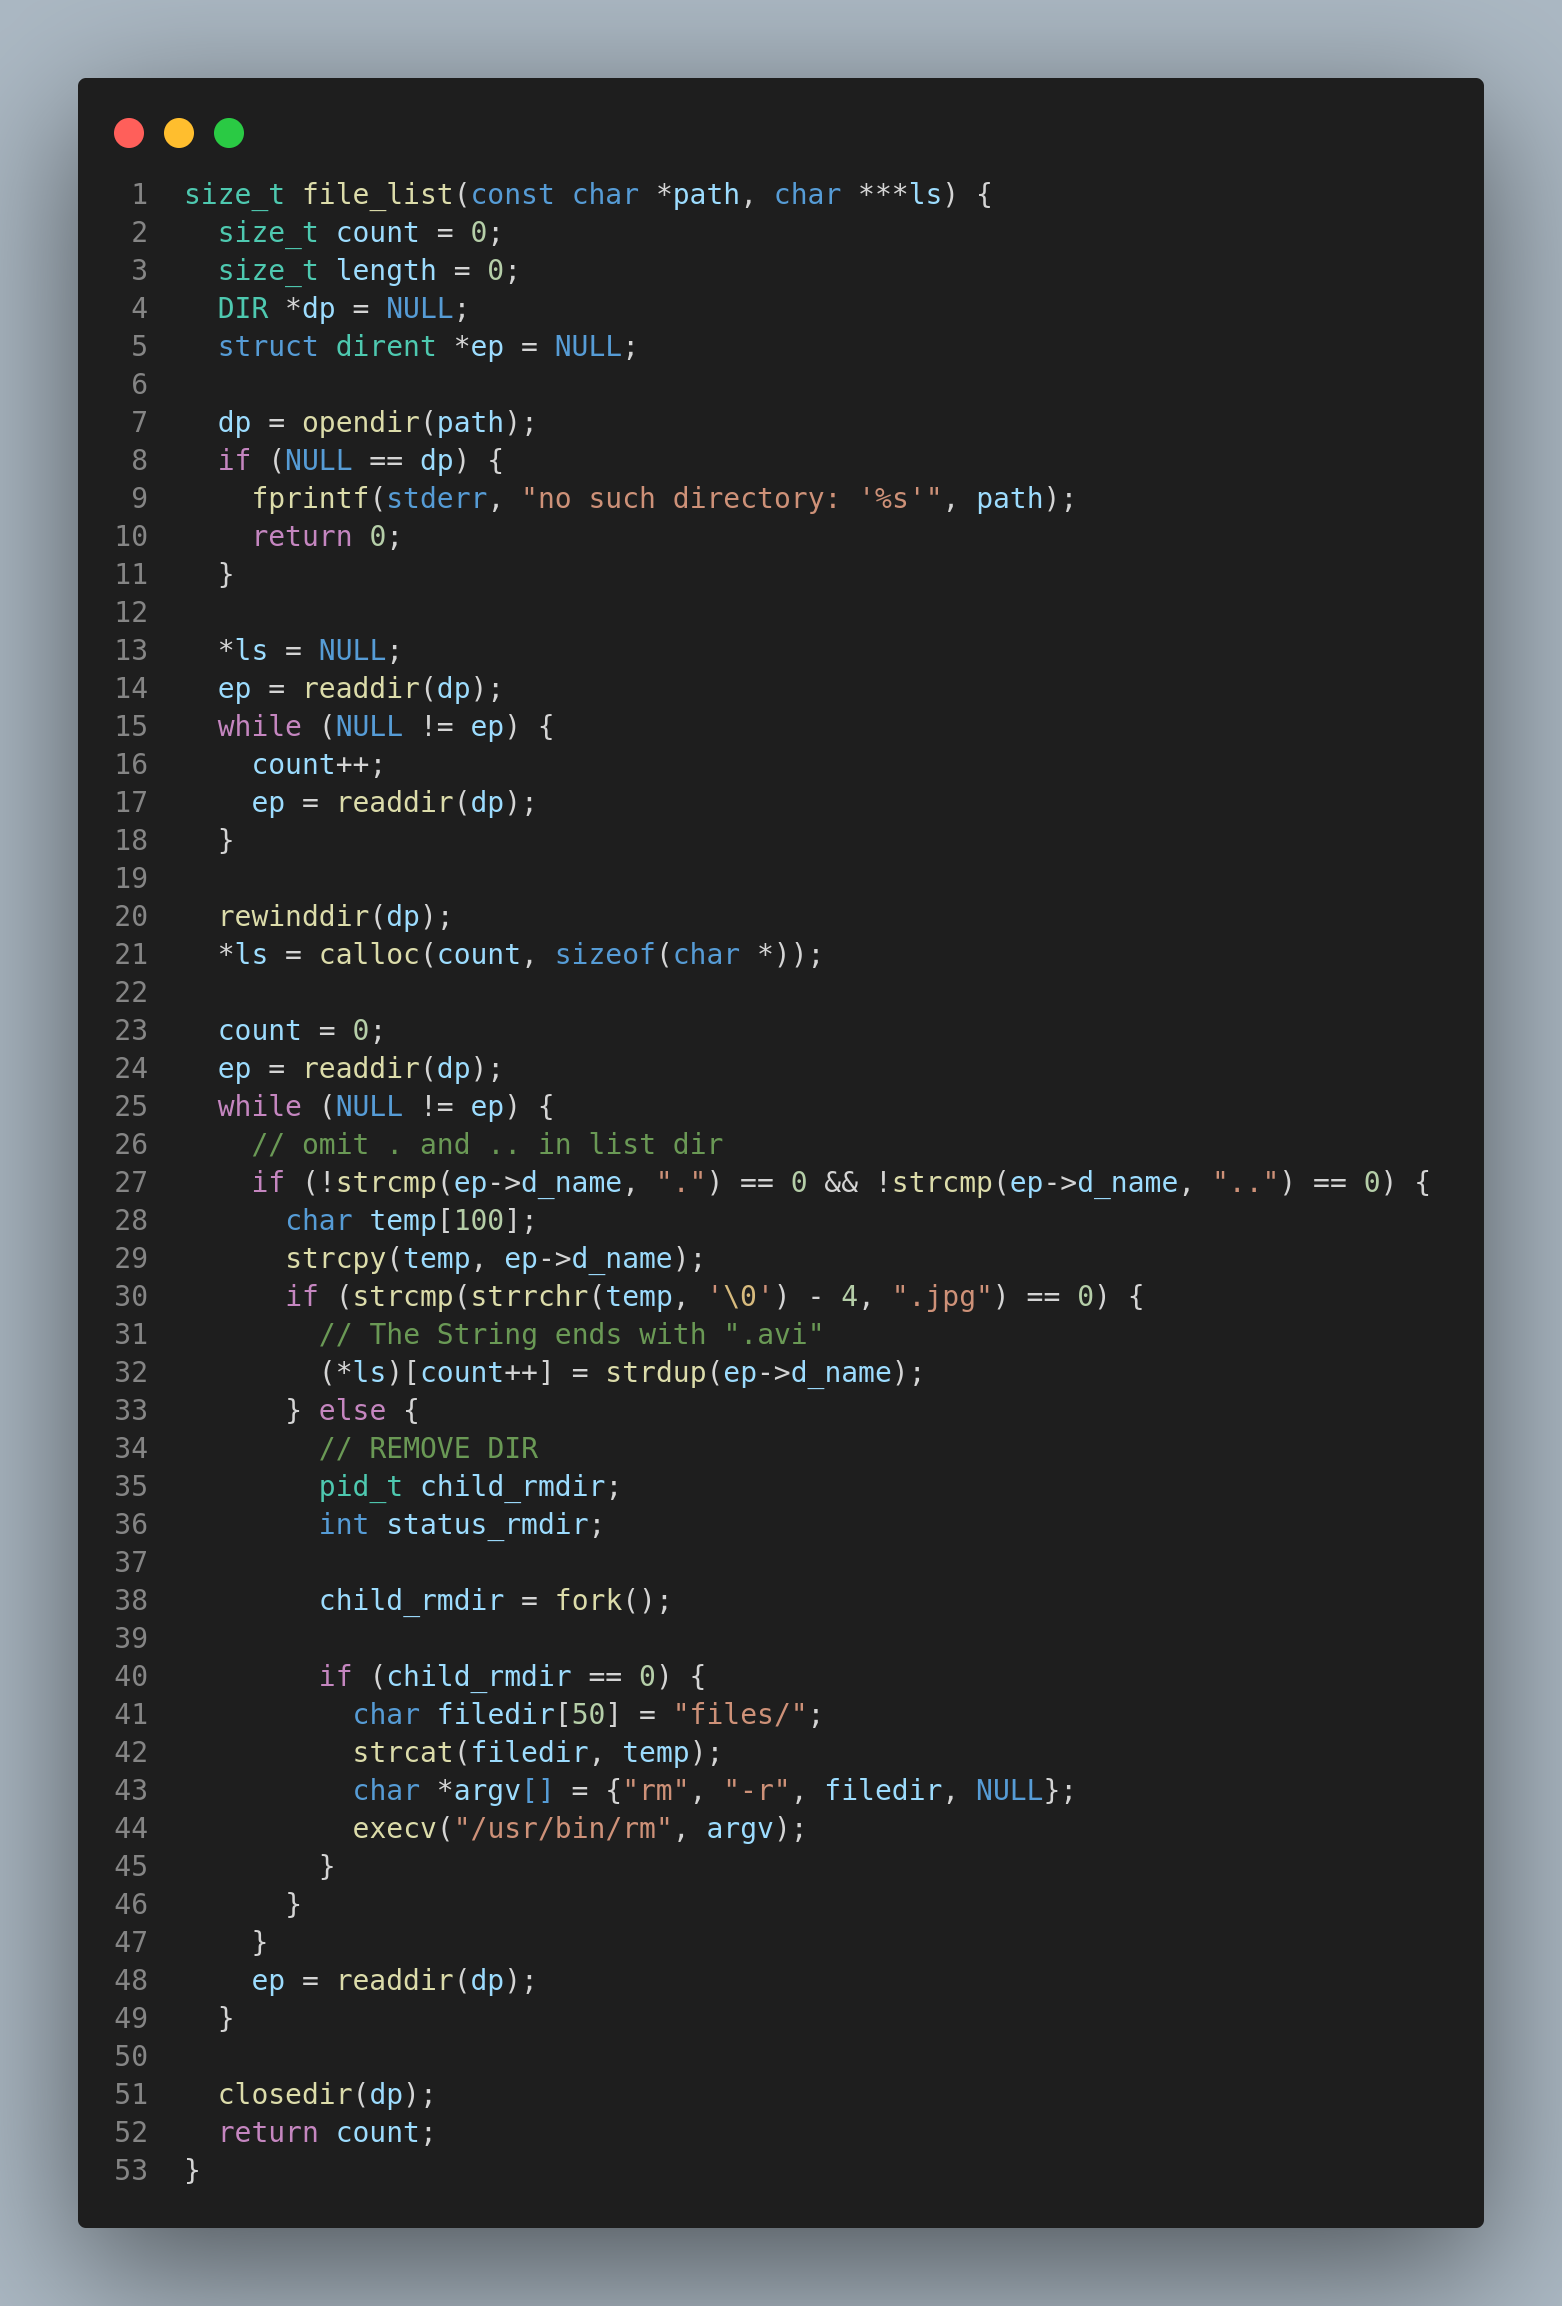 1 size_t file_list(const char *path, char ***ls) {
2   size_t count = 0;
3   size_t length = 0;
4   DIR *dp = NULL;
5   struct dirent *ep = NULL;
6
7   dp = opendir(path);
8   if (NULL == dp) {
9     fprintf(stderr, "no such directory: '%s'", path);
10     return 0;
11   }
12
13   *ls = NULL;
14   ep = readdir(dp);
15   while (NULL != ep) {
16     count++;
17     ep = readdir(dp);
18   }
19
20   rewinddir(dp);
21   *ls = calloc(count, sizeof(char *));
22
23   count = 0;
24   ep = readdir(dp);
25   while (NULL != ep) {
26     // omit . and .. in list dir
27     if (!strcmp(ep->d_name, ".") == 0 && !strcmp(ep->d_name, "..") == 0) {
28       char temp[100];
29       strcpy(temp, ep->d_name);
30       if (strcmp(strrchr(temp, '\0') - 4, ".jpg") == 0) {
31         // The String ends with ".avi"
32         (*ls)[count++] = strdup(ep->d_name);
33       } else {
34         // REMOVE DIR
35         pid_t child_rmdir;
36         int status_rmdir;
37
38         child_rmdir = fork();
39
40         if (child_rmdir == 0) {
41           char filedir[50] = "files/";
42           strcat(filedir, temp);
43           char *argv[] = {"rm", "-r", filedir, NULL};
44           execv("/usr/bin/rm", argv);
45         }
46       }
47     }
48     ep = readdir(dp);
49   }
50
51   closedir(dp);
52   return count;
53 }